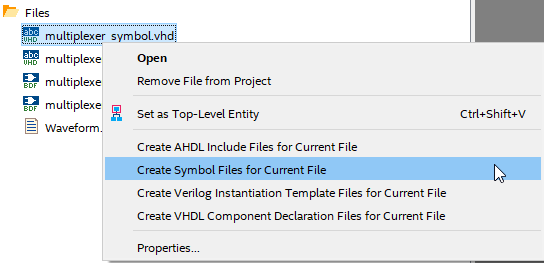 Files
abc
VHD
multiplexer_symbol.vhd
abc
VHD
multiplexe
Open
Remove File from Project
BDF
multiplexe
BDF
multiplexe
Set as Top-Level Entity Ctrl+Shift+V
Waveform.
Create AHDL Include Files for Current File
Create Symbol Files for Current File
Create Verilog Instantiation Template Files for Current File
Create VHDL Component Declaration Files for Current File
Properties...